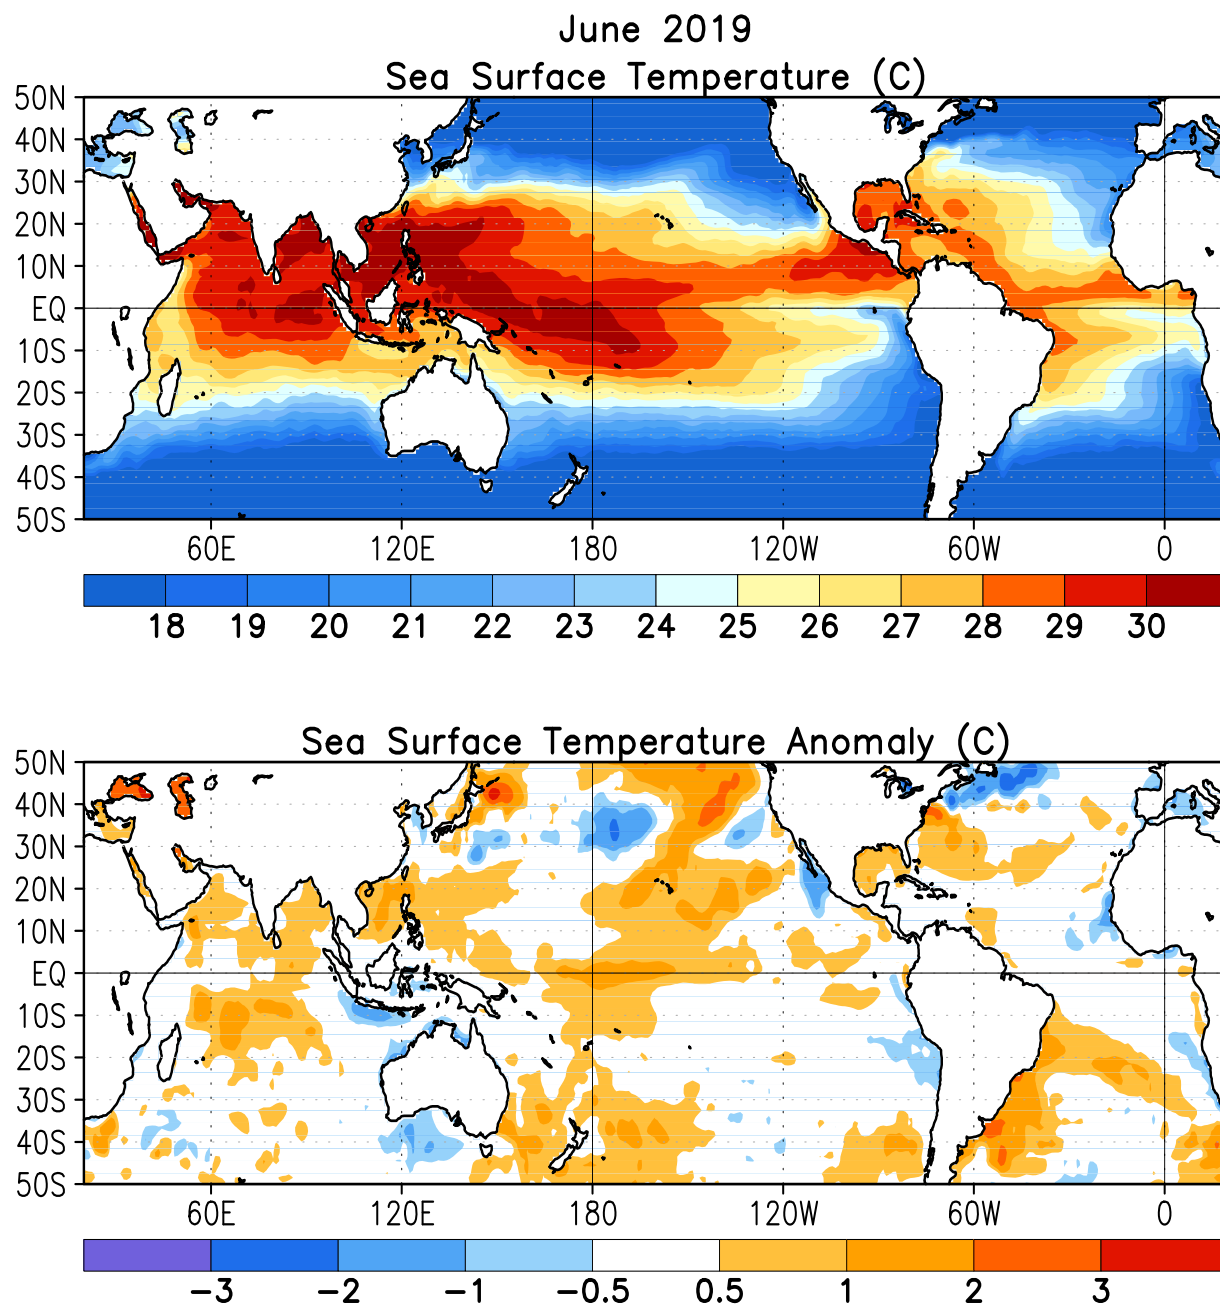 June 2019
Sea Surface Temperature (C)
50N
40N
30N
20N
10N
EQ
10S
20S
30S
40S
50S
60E 120E 180 120W 60W 0
18 19 20 21 22 23 24 25 26 27 28 29 30
Sea Surface Temperature Anomaly (C)
50N
40N
30N
20N
10N
EQ
10S
20S
30S
40S
50S
60E 120E 180 120W 60W 0
-3 -2 -1 -0.5 0.5 1 2 3